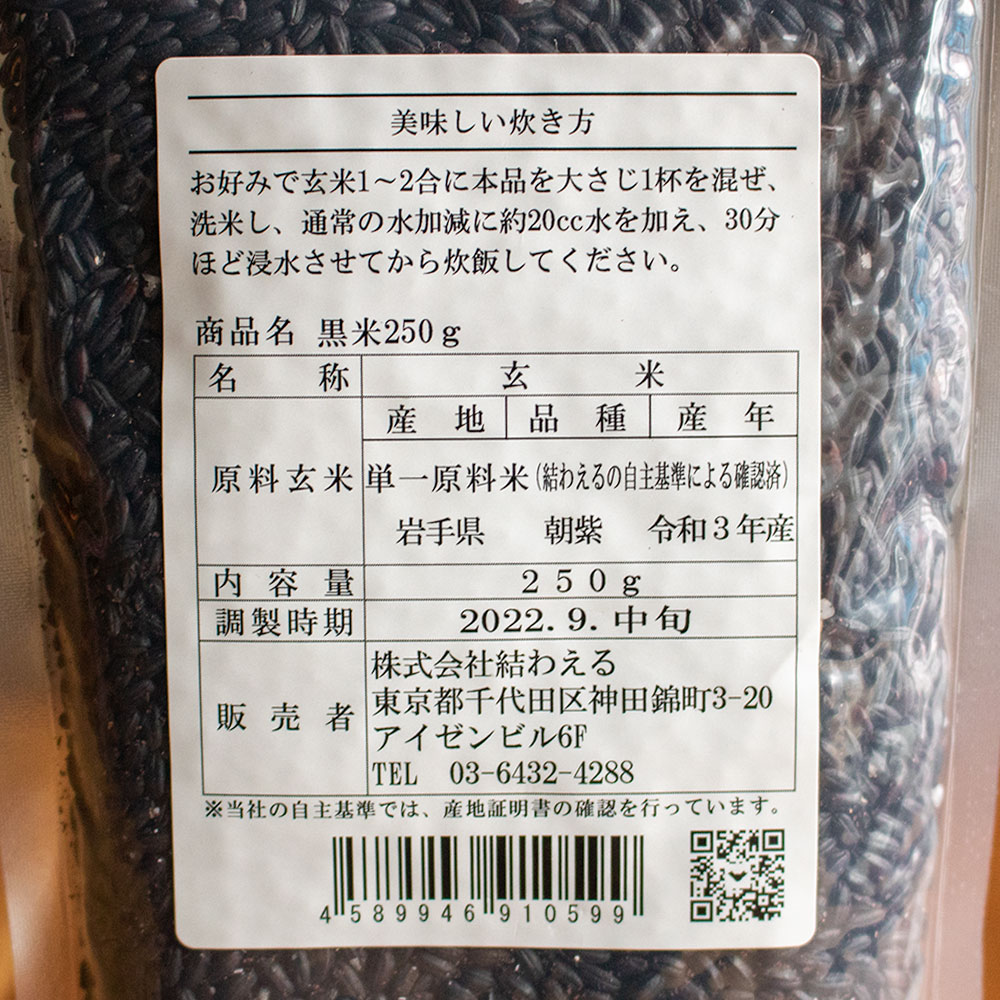 美味しい炊き方
お好みで玄米1～2合に本品を大さじ1杯を混ぜ、
洗米し、通常の水加減に約20cc水を加え、30分
ほど浸水させてから炊飯してください。
商品名 黒米250g
名称 玄米
産地 品種 産年
原料玄米 単一原料米(結わえるの自主基準による確認済)
岩手県 朝紫 令和3年産
内容量 250g
調製時期 2022.9.中旬
株式会社結わえる
東京都千代田区神田錦町3-20
販売者
アイゼンビル6F
TEL 03-6432-4288
※当社の自主基準では、産地証明書の確認を行っています。
4589946910599